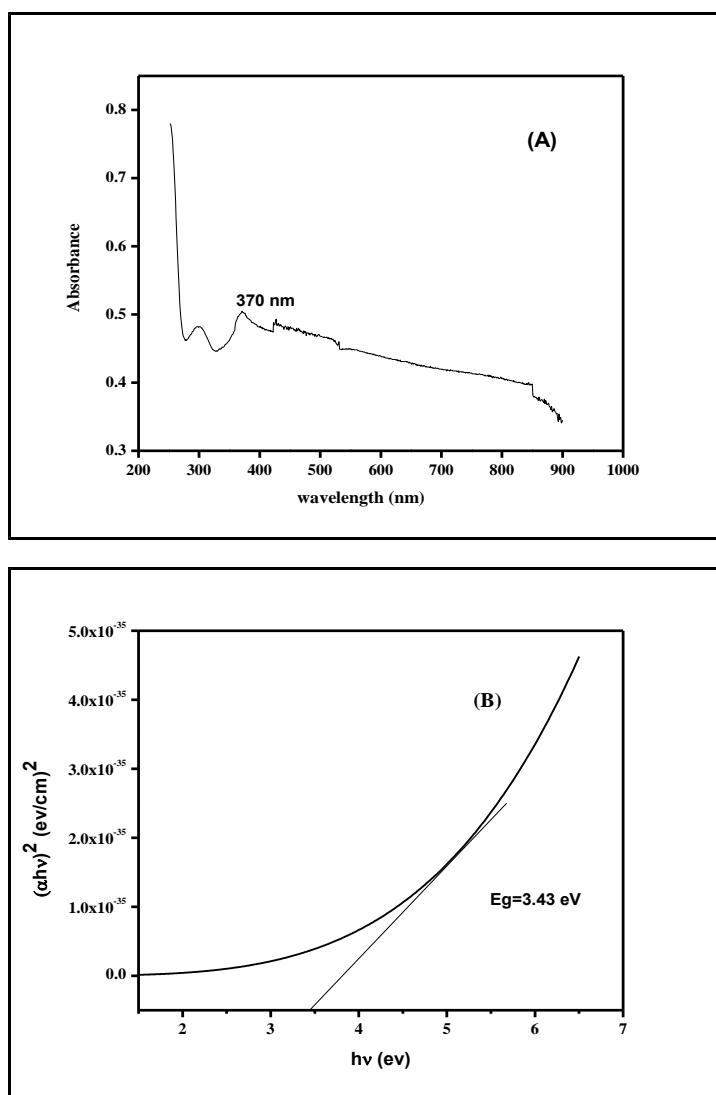 0.8
(A)
0.7
Absorbance
0.6
370 nm
0.5
0.4
0.3
200 300 400 500 600 700 800 900 1000
wavelength (nm)
5.0x10⁻³⁵
4.0x10⁻³⁵
(B)
3.0x10⁻³⁵
(αhν)² (ev/cm)²
2.0x10⁻³⁵
1.0x10⁻³⁵
Eg=3.43 eV
0.0
2 3 4 5 6 7
hν (ev)